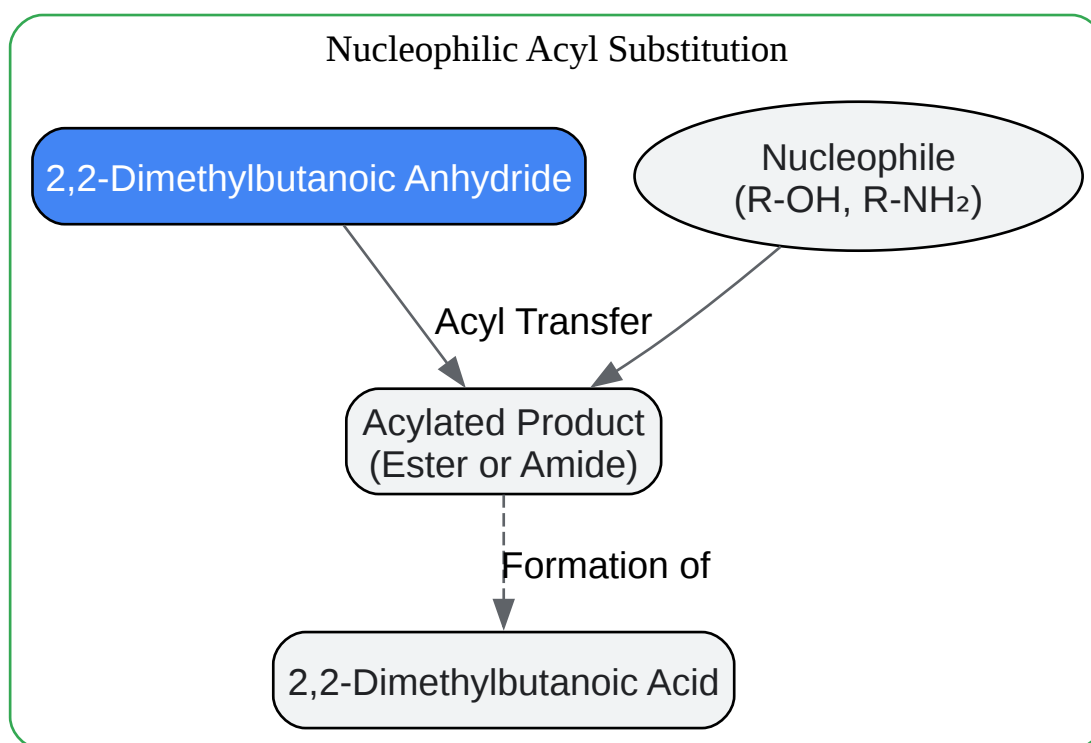 Nucleophilic Acyl Substitution
2,2-Dimethylbutanoic Anhydride
Nucleophile
(R-OH, R-NH₂)
Acyl Transfer
Acylated Product
(Ester or Amide)
Formation of
2,2-Dimethylbutanoic Acid